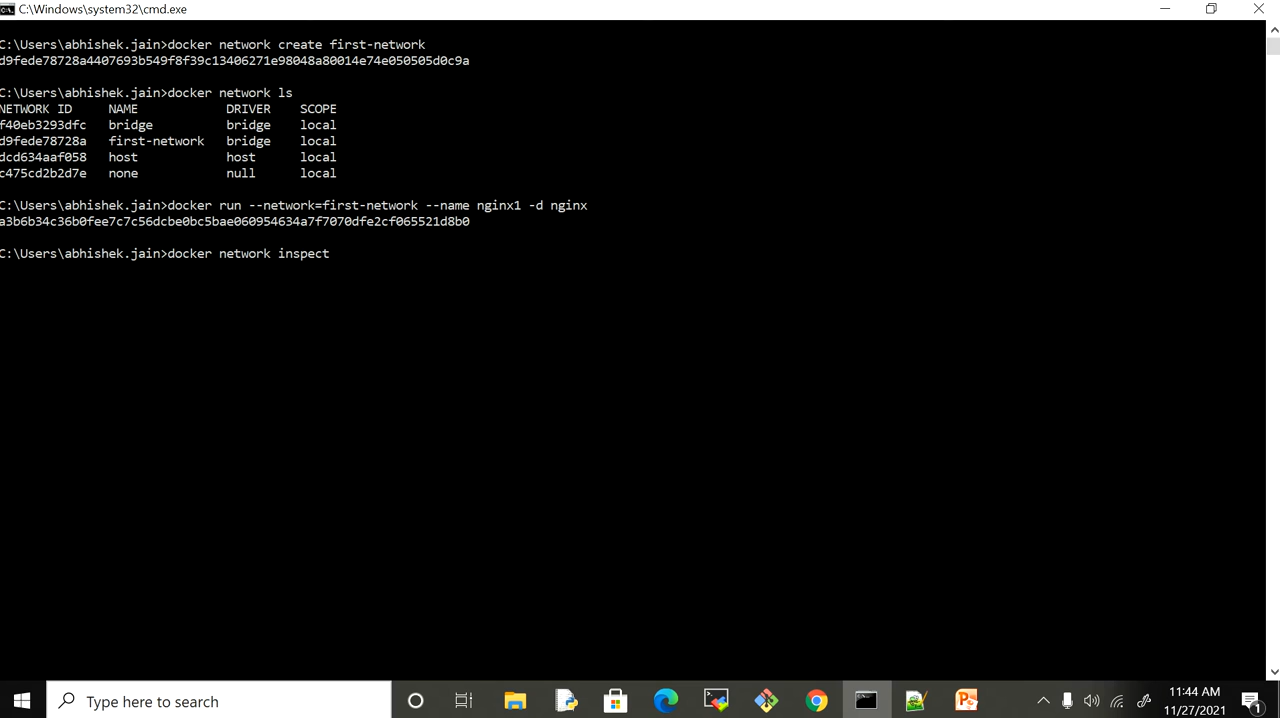 C:\Windows\system32\cmd.exe
C:\Users\abhishek.jain>docker network create first-network
d9fede78728a4407693b549f8f39c13406271e98048a80014e74e050505d0c9a
C:\Users\abhishek.jain>docker network ls
NETWORK ID NAME DRIVER SCOPE
f40eb3293dfc bridge bridge local
d9fede78728a first-network bridge local
dcd634aaf058 host host local
c475cd2b2d7e none null local
C:\Users\abhishek.jain>docker run --network=first-network --name nginx1 -d nginx
a3b6b34c36b0fee7c7c56dcbe0bc5bae060954634a7f7070dfe2cf065521d8b0
C:\Users\abhishek.jain>docker network inspect
Type here to search
11:44 AM
11/27/2021
1